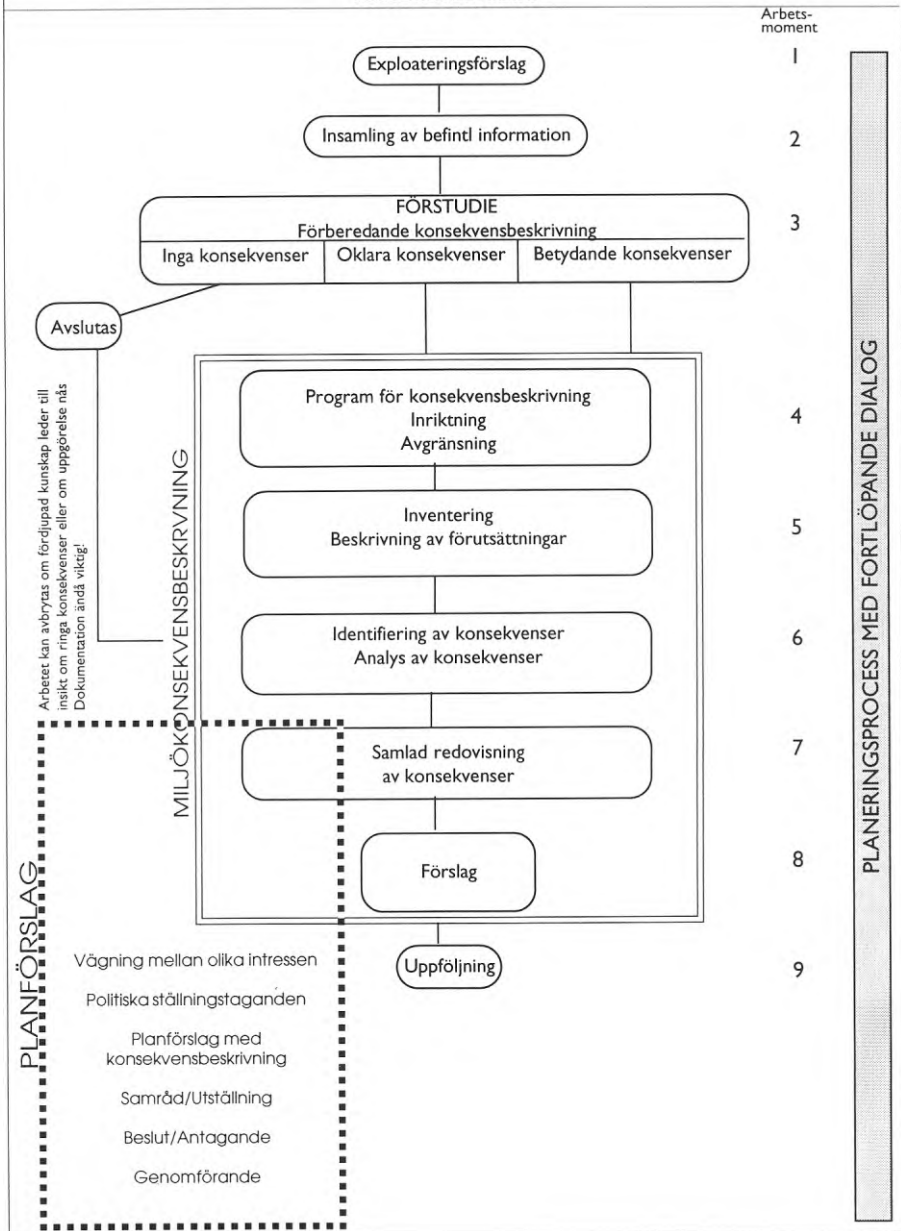 Arbets-
moment
1
Exploateringsförslag
2
Insamling av befintl information
3
FÖRSTUDIE
Förberedande konsekvensbeskrivning
Inga konsekvenser
Oklara konsekvenser
Betydande konsekvenser
Avslutas
Arbetet kan avbrytas om fördjupad kunskap leder till
insikt om ringa konsekvenser eller om uppgörelse nås
Dokumentation ändå viktig!
MILJÖKONSEKVENSBESKRVNING
4
Program för konsekvensbeskrivning
Inriktning
Avgränsning
5
Inventering
Beskrivning av förutsättningar
6
Identifiering av konsekvenser
Analys av konsekvenser
7
Samlad redovisning
av konsekvenser
8
Förslag
9
Uppföljning
PLANERINGSPROCESS MED FORTLÖPANDE DIALOG
PLANFÖRSLAG
Vägning mellan olika intressen
Politiska ställningstaganden
Planförslag med
konsekvensbeskrivning
Samråd/Utställning
Beslut/Antagande
Genomförande